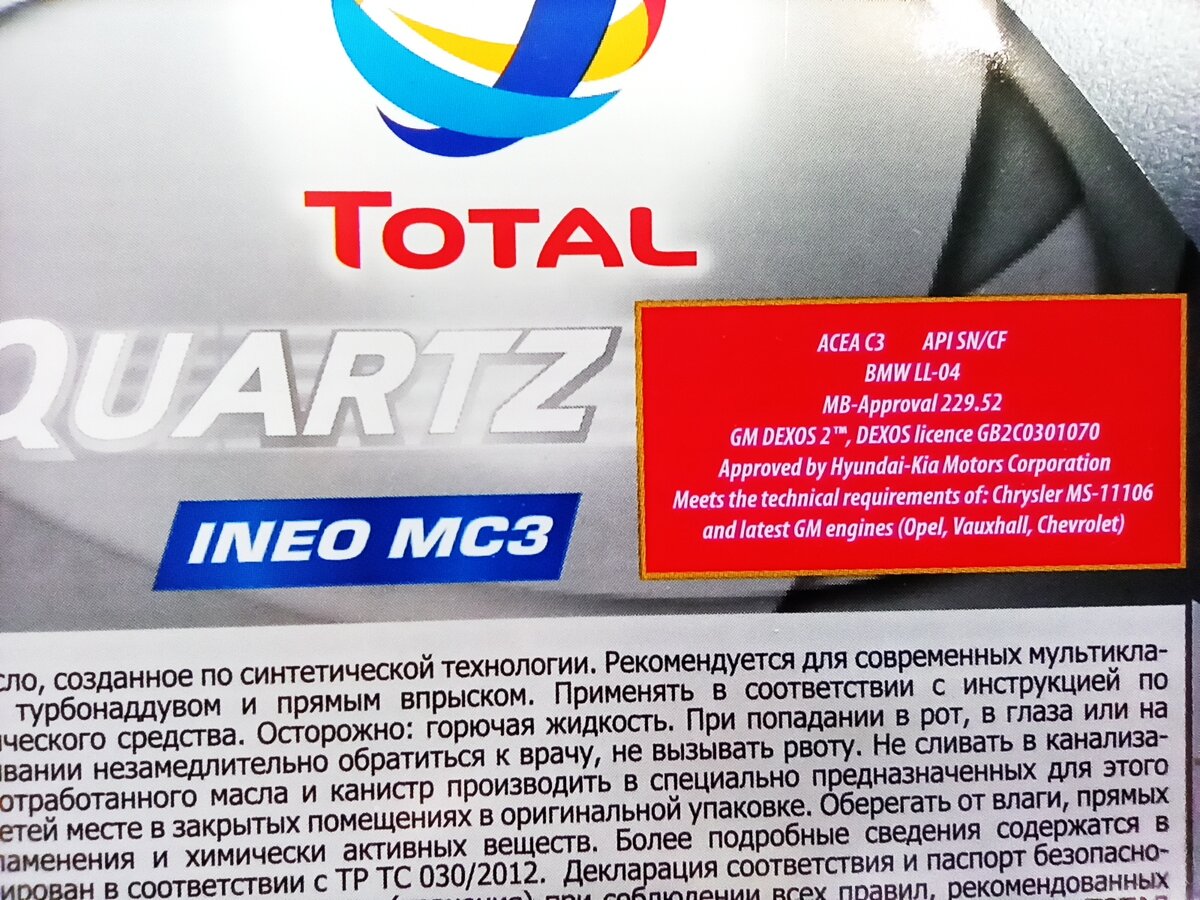 TOTAL
QUARTZ
INEO MC3
ACEA C3 API SN/CF
BMW LL-04
MB-Approval 229.52
GM DEXOS 2™, DEXOS licence GB2C0301070
Approved by Hyundai-Kia Motors Corporation
Meets the technical requirements of: Chrysler MS-11106
and latest GM engines (Opel, Vauxhall, Chevrolet)
сло, созданное по синтетической технологии. Рекомендуется для современных мультикла-
турбонаддувом и прямым впрыском. Применять в соответствии с инструкцией по
ического средства. Осторожно: горючая жидкость. При попадании в рот, в глаза или на
ивании незамедлительно обратиться к врачу, не вызывать рвоту. Не сливать в канализа-
отработанного масла и канистр производить в специально предназначенных для этого
етей месте в закрытых помещениях в оригинальной упаковке. Оберегать от влаги, прямых
ламенения и химически активных веществ. Более подробные сведения содержатся в
ирован в соответствии с ТР ТС 030/2012. Декларация соответствия и паспорт безопасно-
при соблюдении всех правил, рекомендованных